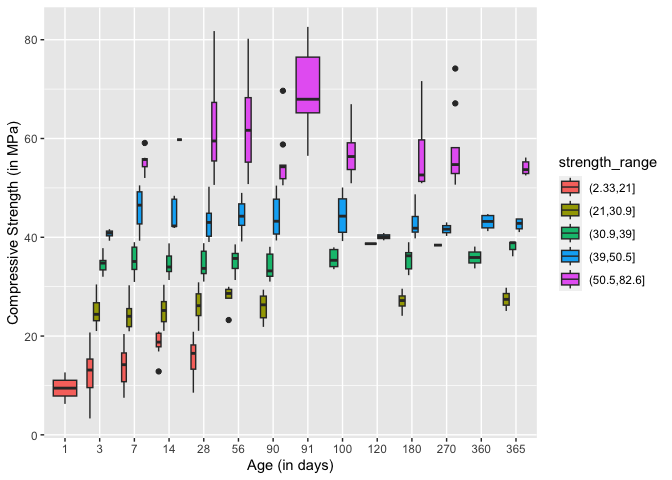 80
60
40
20
0
Compressive Strength (in MPa)
1 3 7 14 28 56 90 91 100 120 180 270 360 365
Age (in days)
strength_range
(2.33,21]
(21,30.9]
(30.9,39]
(39,50.5]
(50.5,82.6]